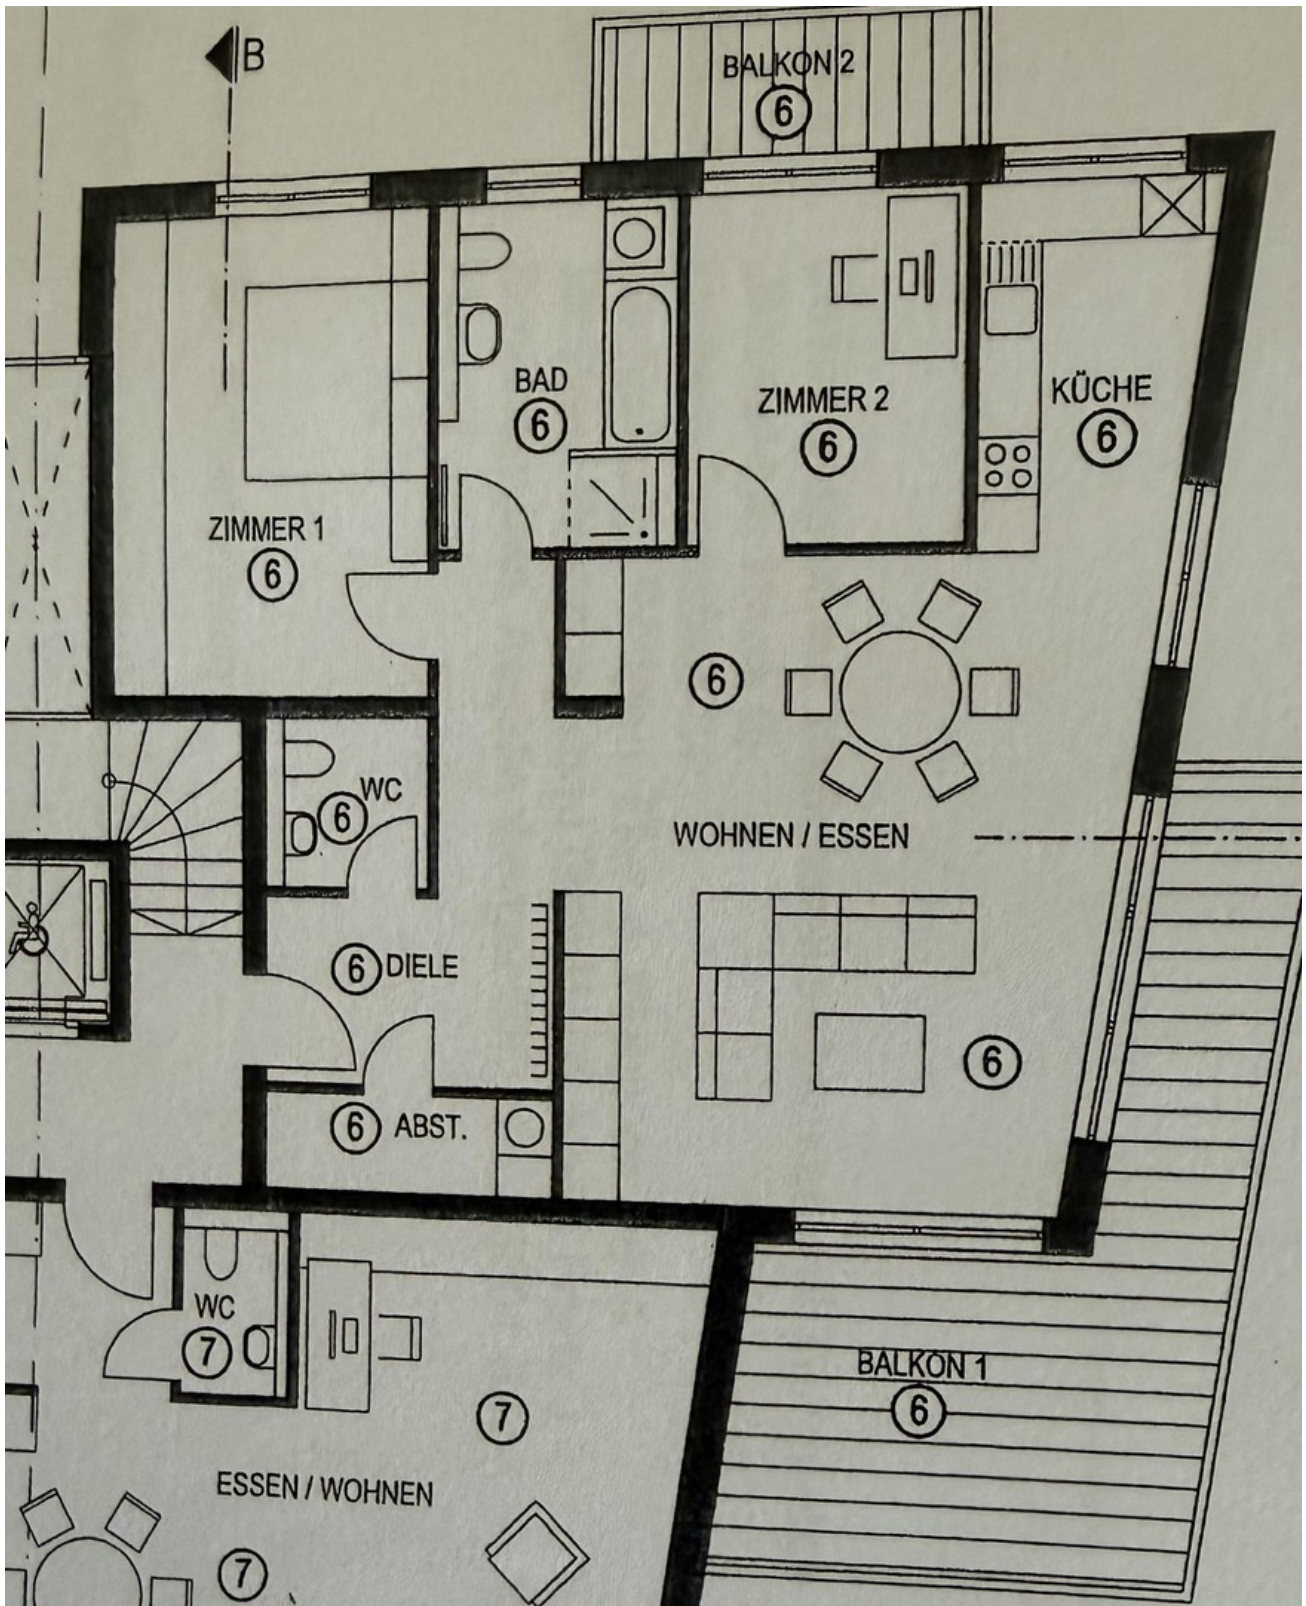 B
BALKON 2
6
BAD
6
ZIMMER 2
6
KÜCHE
6
ZIMMER 1
6
6
WC
6
WOHNEN / ESSEN
6 DIELE
6
6 ABST.
WC
7
BALKON 1
6
7
ESSEN / WOHNEN
7